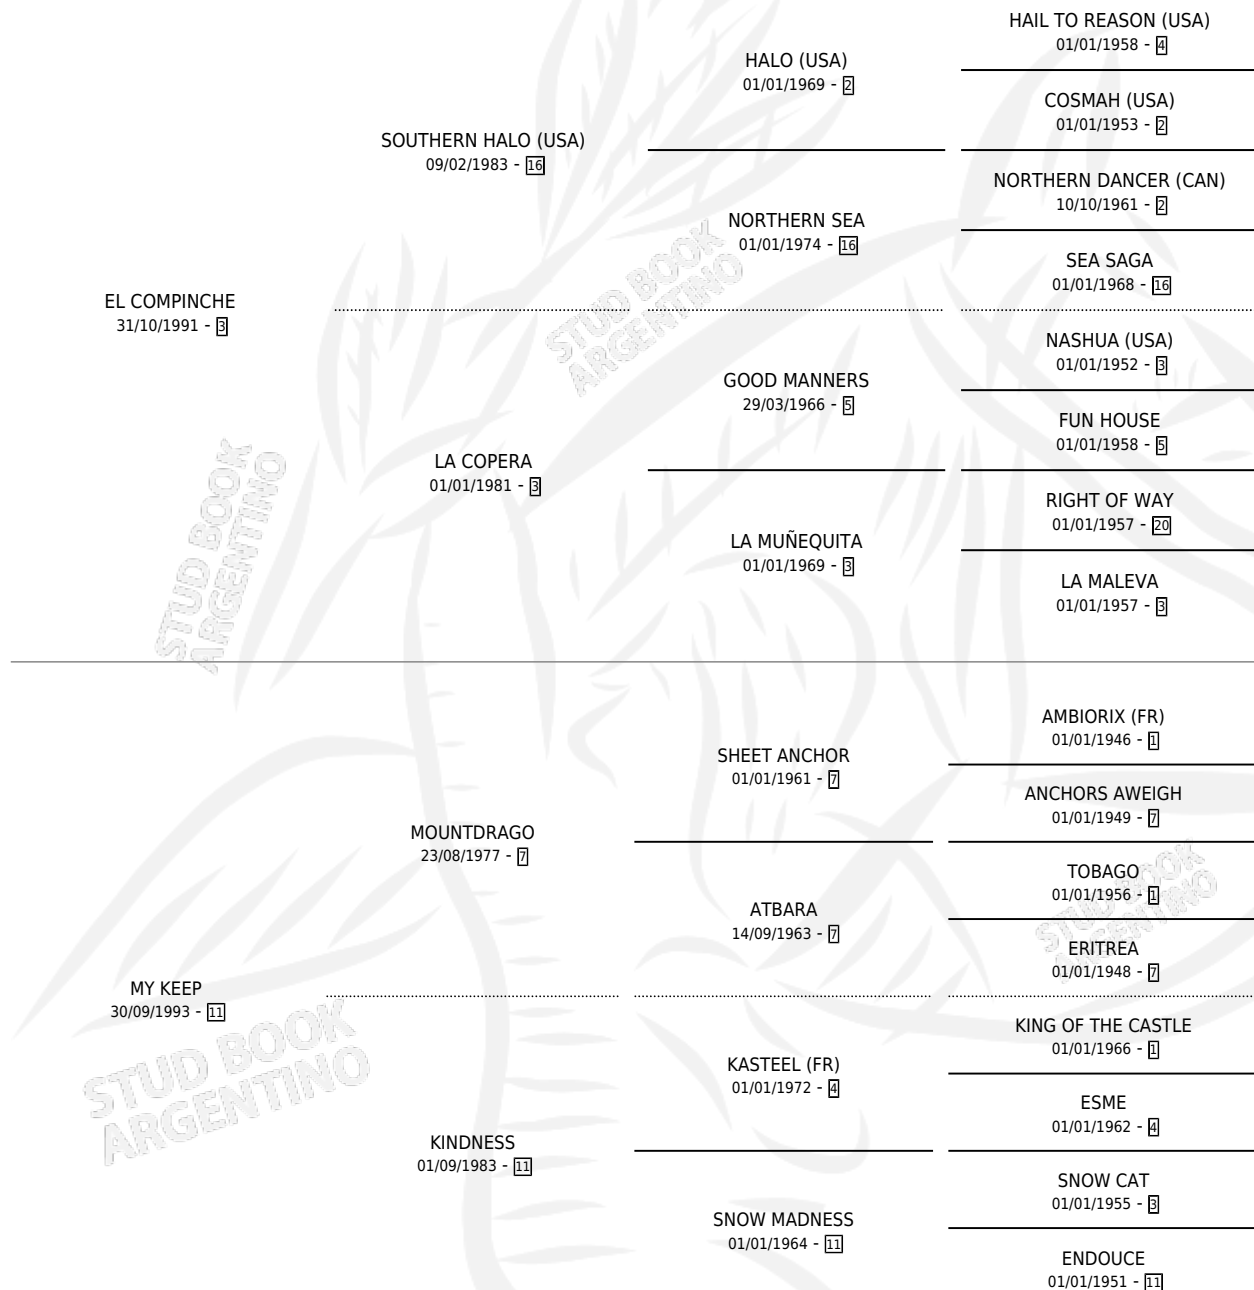 HAIL TO REASON (USA)
01/01/1958 - 4
HALO (USA)
01/01/1969 - 2
COSMAH (USA)
01/01/1953 - 2
SOUTHERN HALO (USA)
09/02/1983 - 16
NORTHERN DANCER (CAN)
10/10/1961 - 2
NORTHERN SEA
01/01/1974 - 16
SEA SAGA
01/01/1968 - 16
EL COMPINCHE
31/10/1991 - 3
NASHUA (USA)
01/01/1952 - 3
GOOD MANNERS
29/03/1966 - 5
FUN HOUSE
01/01/1958 - 5
LA COPERA
01/01/1981 - 3
RIGHT OF WAY
01/01/1957 - 20
LA MUÑEQUITA
01/01/1969 - 3
LA MALEVA
01/01/1957 - 3
STUD BOOK
ARGENTINO
STUD BOOK
ARGENTINO
AMBIORIX (FR)
01/01/1946 - 1
SHEET ANCHOR
01/01/1961 - 7
ANCHORS AWEIGH
01/01/1949 - 7
MOUNTDRAGO
23/08/1977 - 7
TOBAGO
01/01/1956 - 1
ATBARA
14/09/1963 - 7
ERITREA
01/01/1948 - 7
STUD BOOK
ARGENTINO
MY KEEP
30/09/1993 - 11
KING OF THE CASTLE
01/01/1966 - 1
KASTEEL (FR)
01/01/1972 - 4
ESME
01/01/1962 - 4
STUD BOOK
ARGENTINO
KINDNESS
01/09/1983 - 11
SNOW CAT
01/01/1955 - 3
SNOW MADNESS
01/01/1964 - 11
ENDOUCE
01/01/1951 - 11